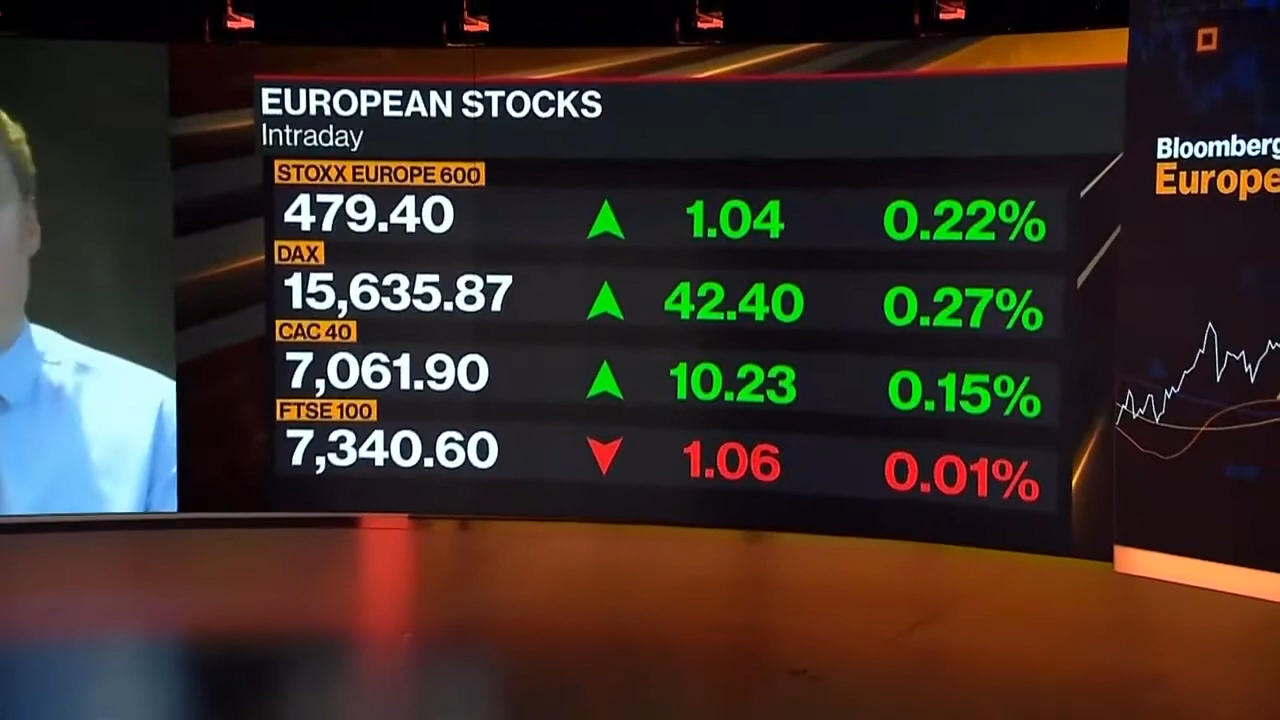 EUROPEAN STOCKS
Intraday
STOXX EUROPE 600
479.40 ▲ 1.04 0.22%
DAX
15,635.87 ▲ 42.40 0.27%
CAC 40
7,061.90 ▲ 10.23 0.15%
FTSE 100
7,340.60 ▼ 1.06 0.01%
Bloomberg
Europe